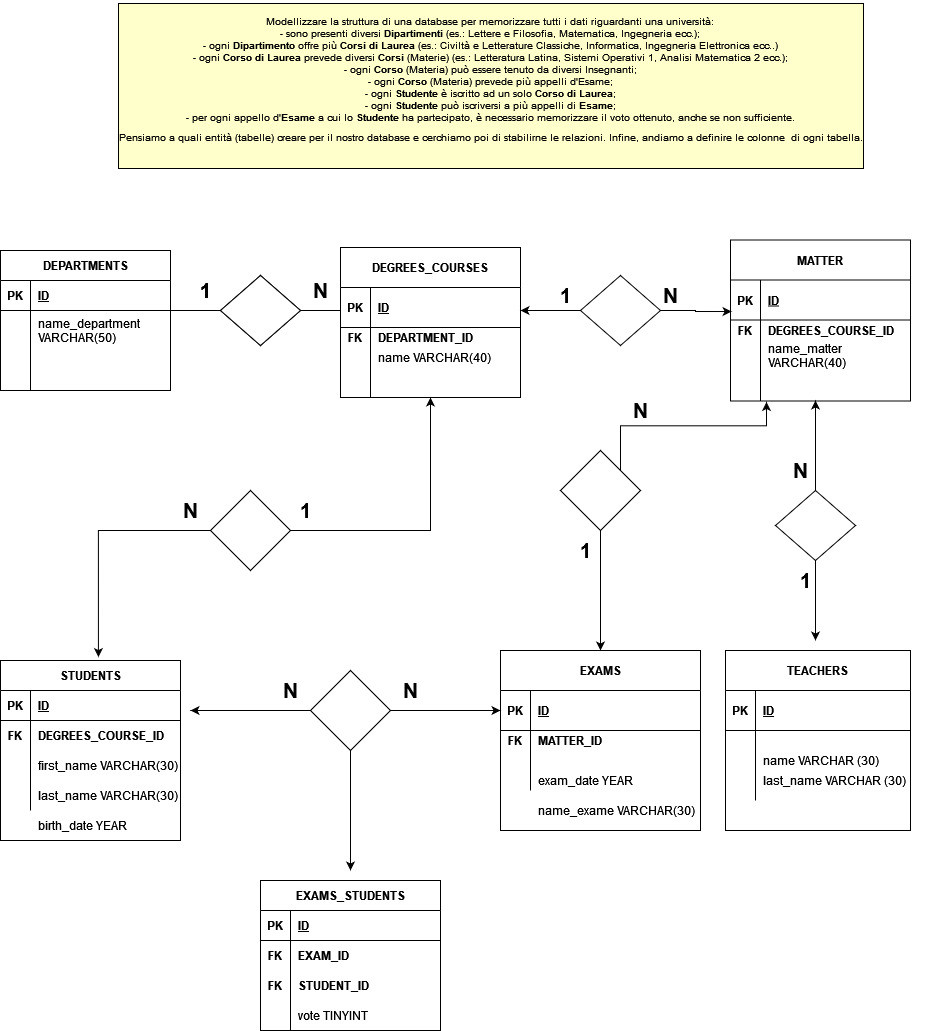 Modellizzare la struttura di una database per memorizzare tutti i dati riguardanti una università:
- sono presenti diversi Dipartimenti (es.: Lettere e Filosofia, Matematica, Ingegneria ecc.);
- ogni Dipartimento offre più Corsi di Laurea (es.: Civiltà e Letterature Classiche, Informatica, Ingegneria Elettronica ecc..)
- ogni Corso di Laurea prevede diversi Corsi (Materie) (es.: Letteratura Latina, Sistemi Operativi 1, Analisi Matematica 2 ecc.);
- ogni Corso (Materia) può essere tenuto da diversi Insegnanti;
- ogni Corso (Materia) prevede più appelli d'Esame;
- ogni Studente è iscritto ad un solo Corso di Laurea;
- ogni Studente può iscriversi a più appelli di Esame;
- per ogni appello d'Esame a cui lo Studente ha partecipato, è necessario memorizzare il voto ottenuto, anche se non sufficiente.
Pensiamo a quali entità (tabelle) creare per il nostro database e cerchiamo poi di stabilirne le relazioni. Infine, andiamo a definire le colonne di ogni tabella.
DEPARTMENTS
PK ID
name_department
VARCHAR(50)
1
N
DEGREES_COURSES
PK ID
FK DEPARTMENT_ID
name VARCHAR(40)
1
N
MATTER
PK ID
FK DEGREES_COURSE_ID
name_matter
VARCHAR(40)
N
1
N
1
N
1
STUDENTS
PK ID
FK DEGREES_COURSE_ID
first_name VARCHAR(30)
last_name VARCHAR(30)
birth_date YEAR
N
N
EXAMS
PK ID
FK MATTER_ID
exam_date YEAR
name_exame VARCHAR(30)
TEACHERS
PK ID
name VARCHAR (30)
last_name VARCHAR (30)
EXAMS_STUDENTS
PK ID
FK EXAM_ID
FK STUDENT_ID
vote TINYINT